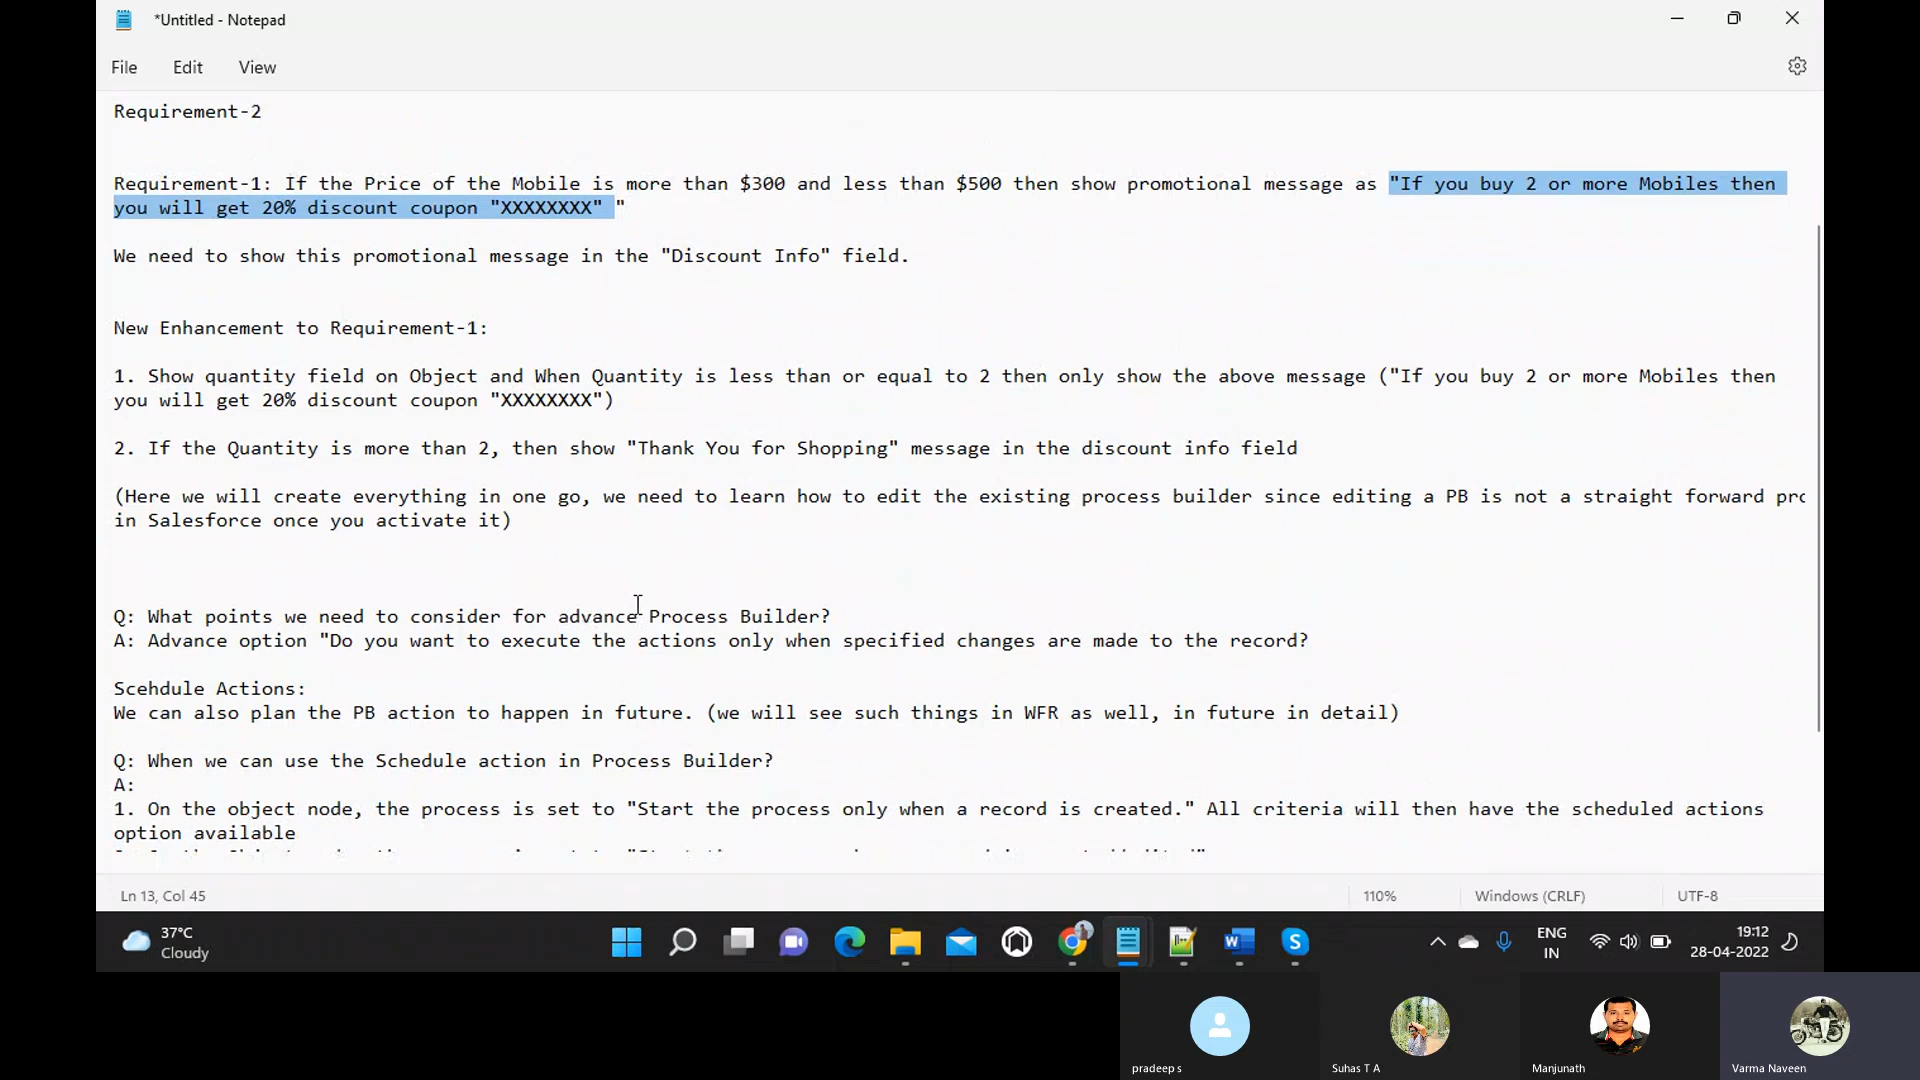 *Untitled - Notepad
File Edit View
Requirement-2
Requirement-1: If the Price of the Mobile is more than $300 and less than $500 then show promotional message as "If you buy 2 or more Mobiles then
you will get 20% discount coupon "XXXXXXXX" "
We need to show this promotional message in the "Discount Info" field.
New Enhancement to Requirement-1:
1. Show quantity field on Object and When Quantity is less than or equal to 2 then only show the above message ("If you buy 2 or more Mobiles then
you will get 20% discount coupon "XXXXXXXX")
2. If the Quantity is more than 2, then show "Thank You for Shopping" message in the discount info field
(Here we will create everything in one go, we need to learn how to edit the existing process builder since editing a PB is not a straight forward prc
in Salesforce once you activate it)
Q: What points we need to consider for advance Process Builder?
A: Advance option "Do you want to execute the actions only when specified changes are made to the record?
Scehdule Actions:
We can also plan the PB action to happen in future. (we will see such things in WFR as well, in future in detail)
Q: When we can use the Schedule action in Process Builder?
A:
1. On the object node, the process is set to "Start the process only when a record is created." All criteria will then have the scheduled actions
option available
Ln 13, Col 45 110% Windows (CRLF) UTF-8
37°C
Cloudy
ENG
IN
19:12
28-04-2022
pradeep s Suhas T A Manjunath Varma Naveen